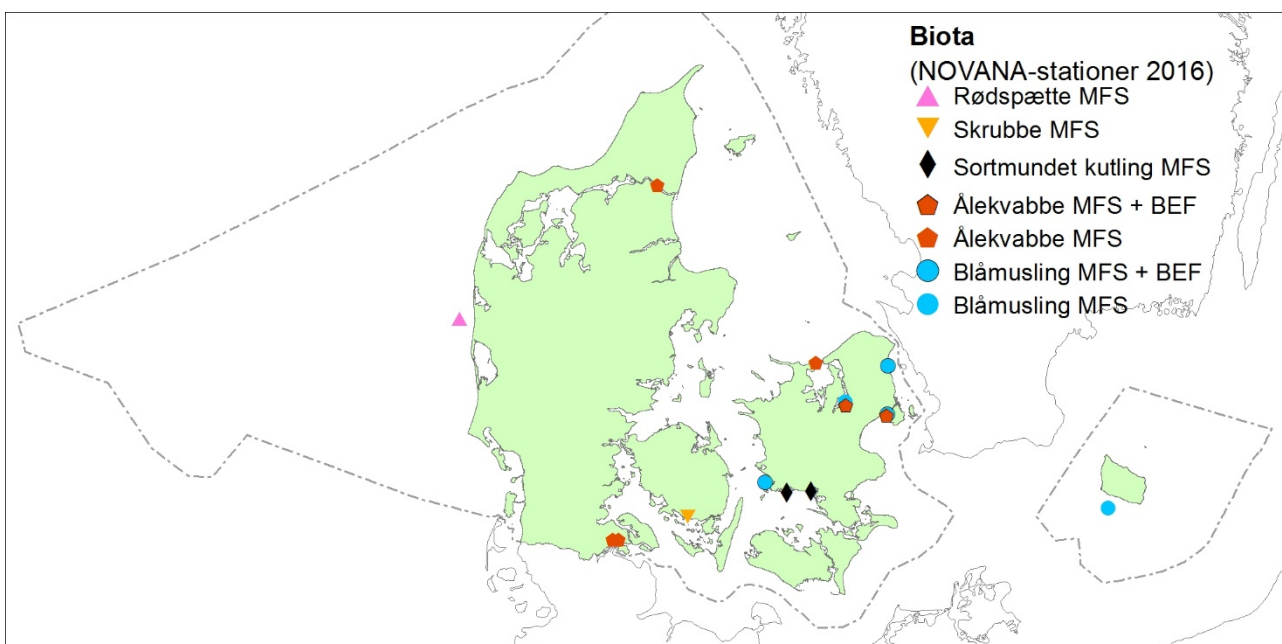 Biota
(NOVANA-stationer 2016)
Rødspætte MFS
Skrubbe MFS
Sortmundet kutling MFS
Ålekvabbe MFS + BEF
Ålekvabbe MFS
Blåmusling MFS + BEF
Blåmusling MFS